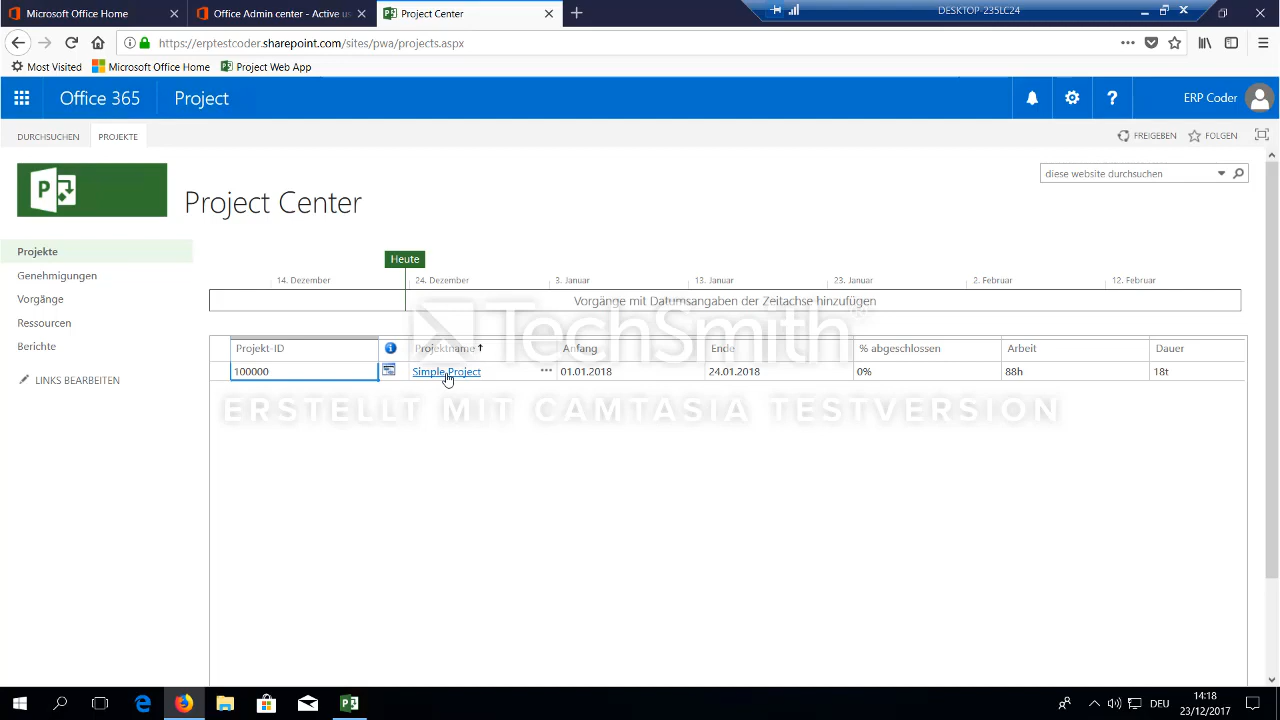 Microsoft Office Home
Office Admin center - Active u
Project Center
DESKTOP-235LC24
https://erptestcoder.sharepoint.com/sites/pwa/projects.aspx
Most Visited
Microsoft Office Home
Project Web App
Office 365
Project
ERP Coder
DURCHSUCHEN
PROJEKTE
FREIGEBEN
FOLGEN
diese website durchsuchen
Project Center
Projekte
Genehmigungen
Vorgänge
Ressourcen
Berichte
LINKS BEARBEITEN
Heute
14. Dezember
24. Dezember
3. Januar
13. Januar
23. Januar
2. Februar
12. Februar
Vorgänge mit Datumsangaben der Zeitachse hinzufügen
TechSmith®
Projekt-ID
Projektname
Anfang
Ende
% abgeschlossen
Arbeit
Dauer
100000
Simple Project
01.01.2018
24.01.2018
0%
88h
18t
ERSTELLT MIT CAMTASIA TESTVERSION
DEU
14:18
23/12/2017